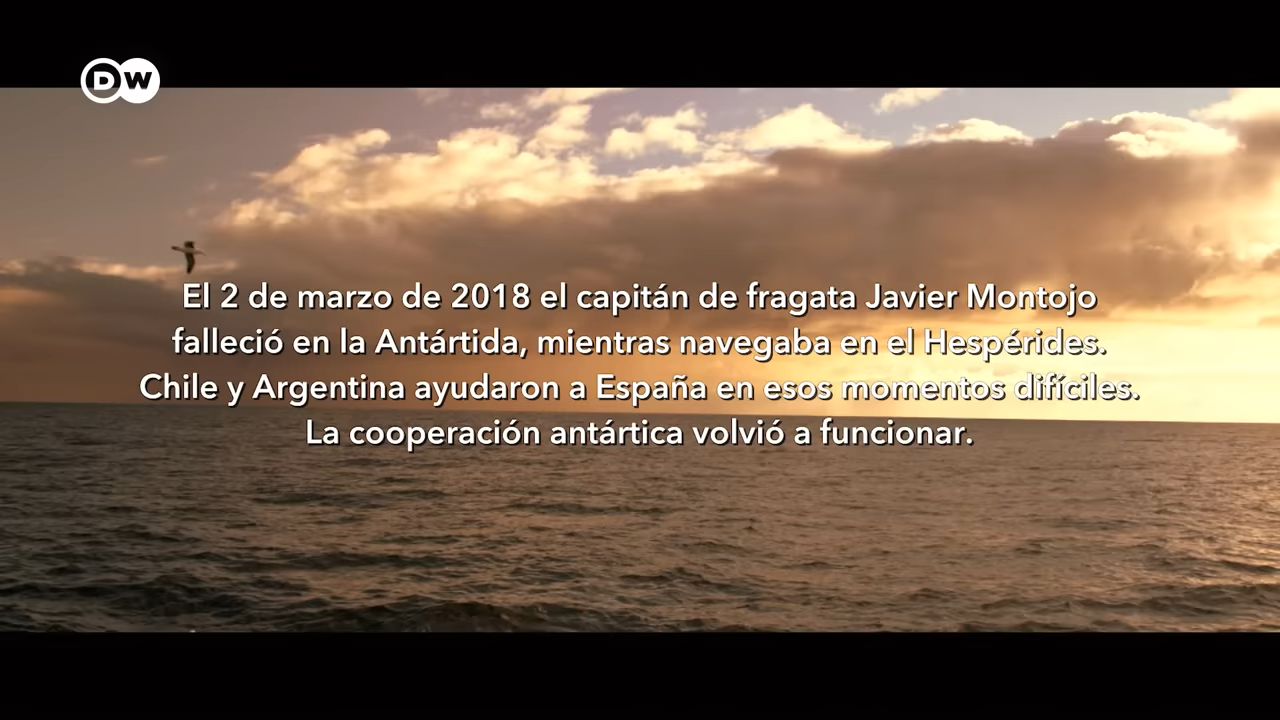 DW
El 2 de marzo de 2018 el capitán de fragata Javier Montojo
falleció en la Antártida, mientras navegaba en el Hespérides.
Chile y Argentina ayudaron a España en esos momentos difíciles.
La cooperación antártica volvió a funcionar.